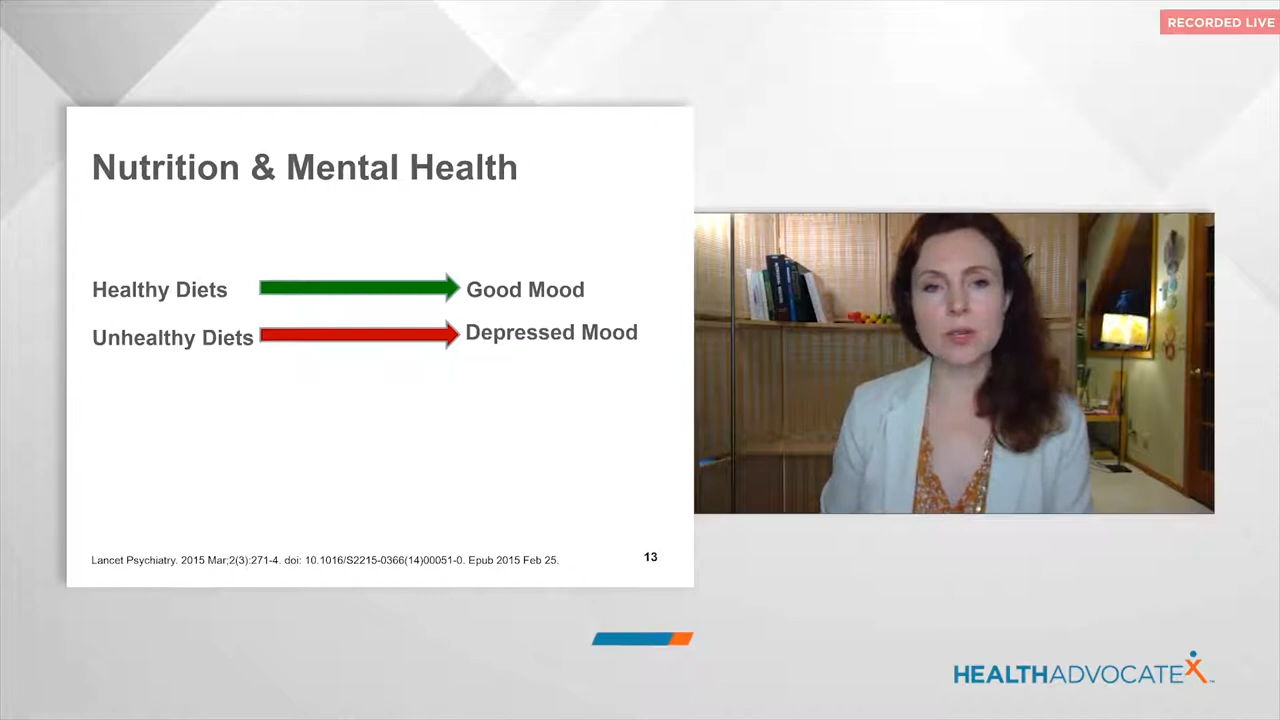 RECORDED LIVE
Nutrition & Mental Health
Healthy Diets Good Mood
Unhealthy Diets Depressed Mood
Lancet Psychiatry. 2015 Mar;2(3):271-4. doi: 10.1016/S2215-0366(14)00051-0. Epub 2015 Feb 25.
13
HEALTHADVOCATEX™